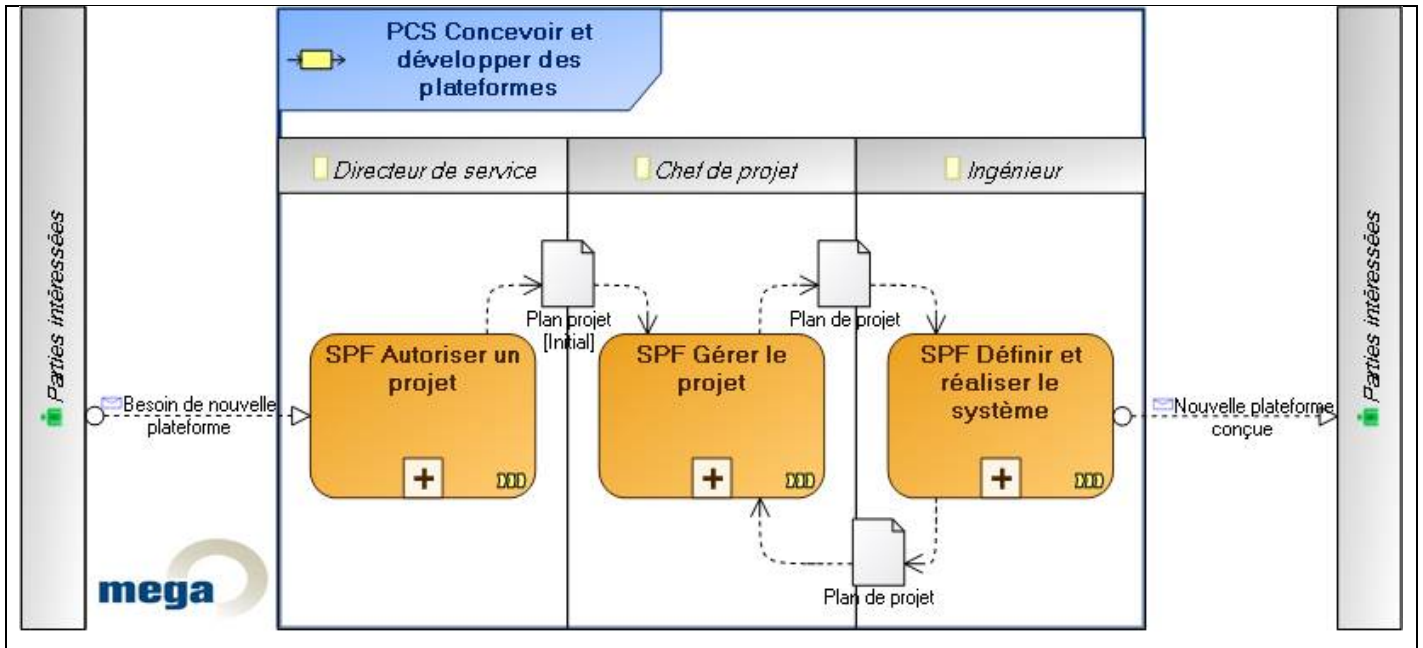 PCS Concevoir et
développer des
plateformes
Directeur de service
Chef de projet
Ingénieur
Parties intéressées
Parties intéressées
Plan projet
[Initial]
Plan de projet
SPF Autoriser un
projet
SPF Gérer le
projet
SPF Définir et
réaliser le
système
Besoin de nouvelle
plateforme
Nouvelle plateforme
conçue
Plan de projet
mega